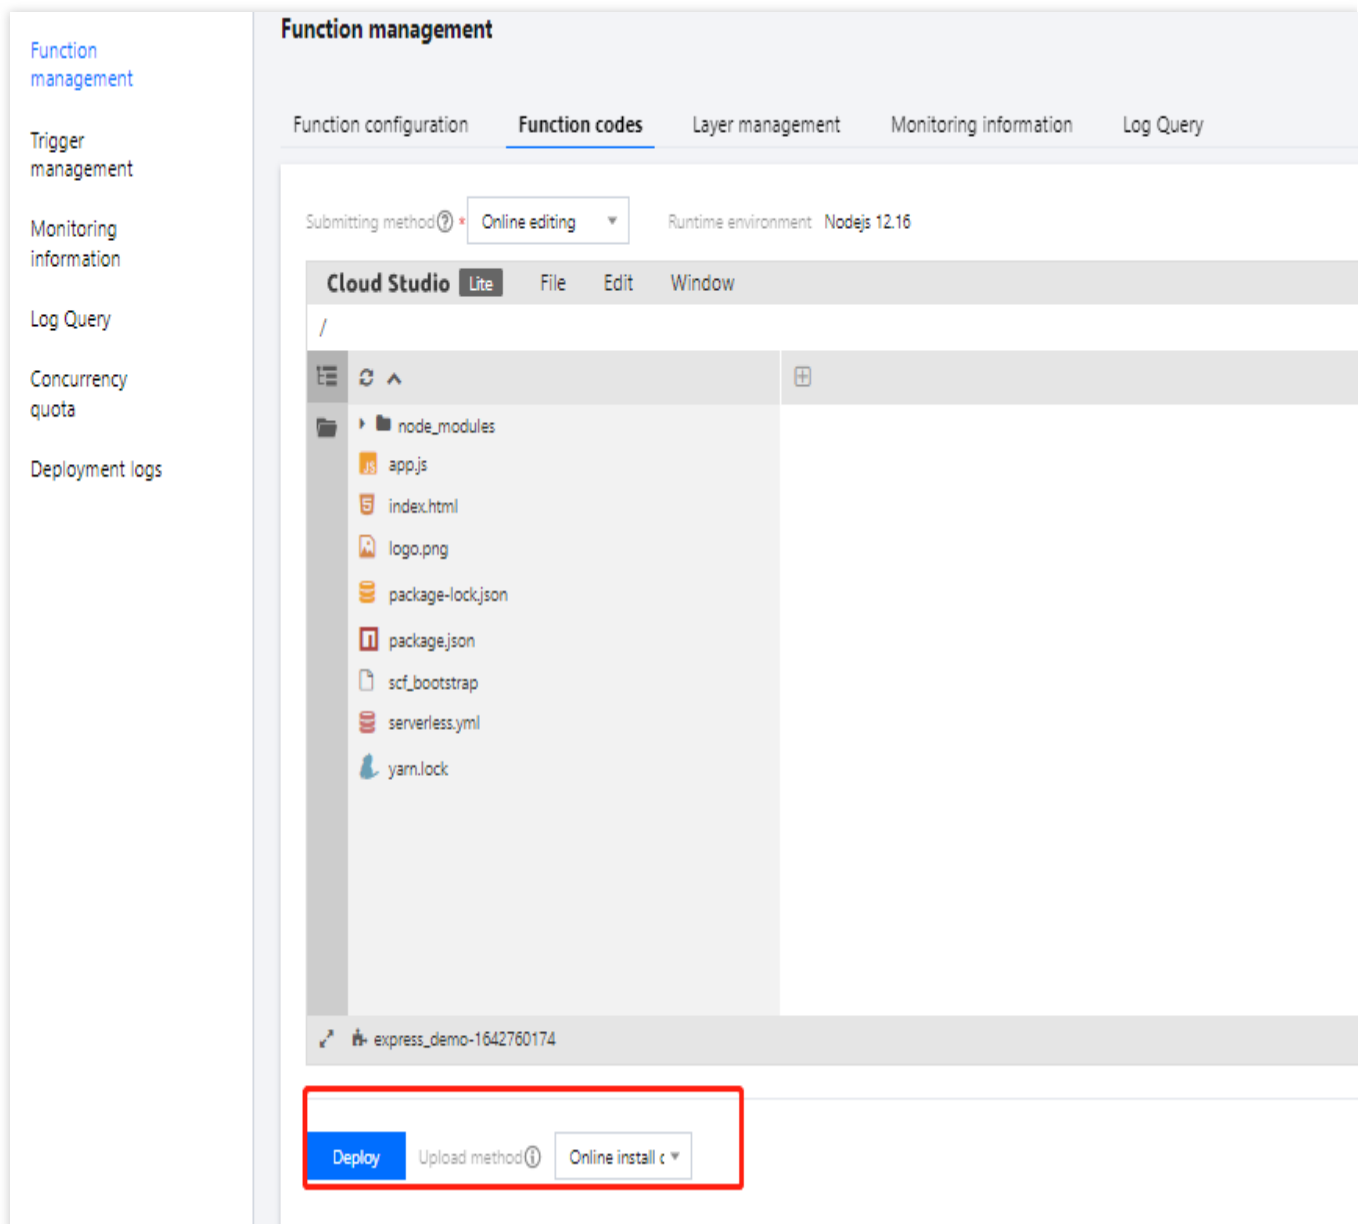 Function
management
Trigger
management
Monitoring
information
Log Query
Concurrency
quota
Deployment logs
Function management
Function configuration Function codes Layer management Monitoring information Log Query
Submitting method * Online editing Runtime environment Nodejs 12.16
Cloud Studio Lite File Edit Window
/
node_modules
app.js
index.html
logo.png
package-lock.json
package.json
scf_bootstrap
serverless.yml
yarn.lock
express_demo-1642760174
Deploy Upload method Online install